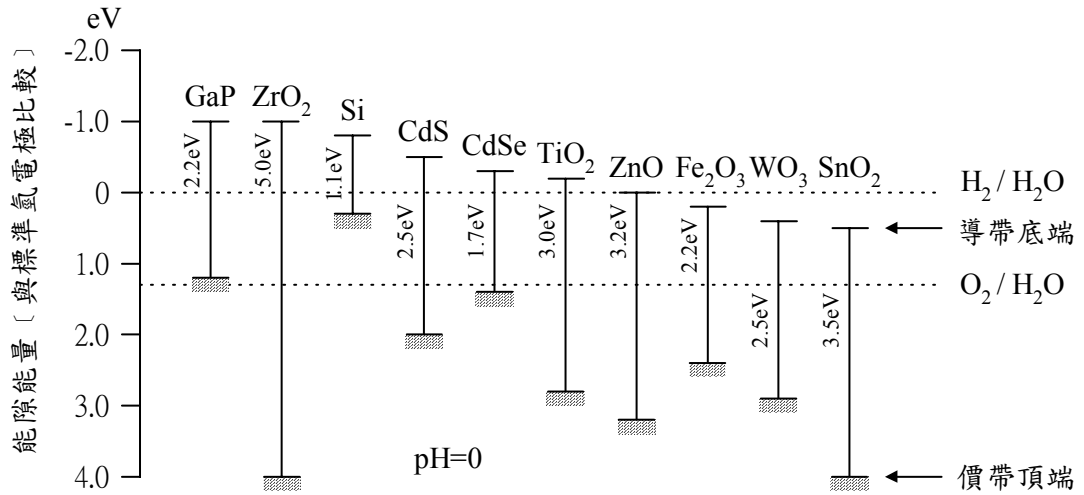 eV
能隙能量〔與標準氫電極比較〕
-2.0
-1.0
0
1.0
2.0
3.0
4.0
GaP
2.2eV
ZrO2
5.0eV
Si
1.1eV
CdS
2.5eV
CdSe
1.7eV
TiO2
3.0eV
ZnO
3.2eV
Fe2O3
2.2eV
WO3
2.5eV
SnO2
3.5eV
H2 / H2O
導帶底端
O2 / H2O
價帶頂端
pH=0